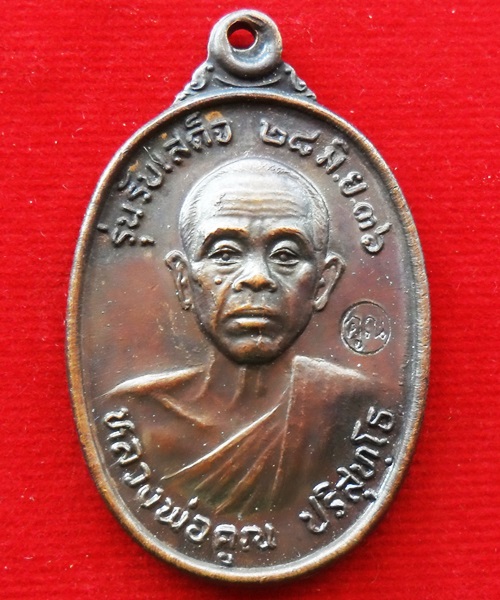 รุ่นรับเสด็จ ๒๘ มิ.ย.๓๖
คูณ
หลวงพ่อคูณ ปริสุทฺโธ